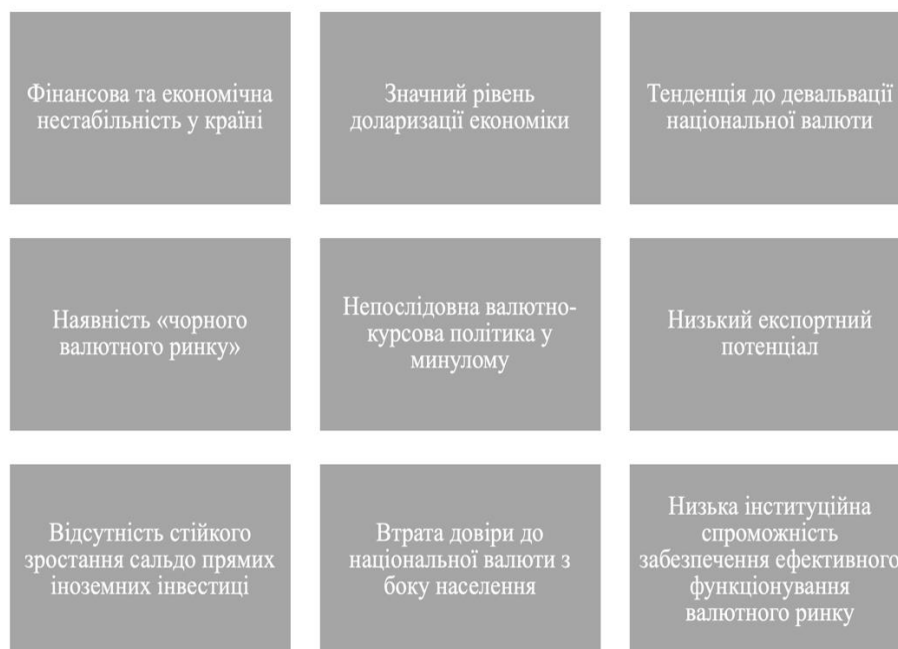 Фінансова та економічна
нестабільність у країні
Значний рівень
доларизації економіки
Тенденція до девальвації
національної валюти
Наявність «чорного
валютного ринку»
Непослідовна валютно-
курсова політика у
минулому
Низький експортний
потенціал
Відсутність стійкого
зростання сальдо прямих
іноземних інвестиці
Втрата довіри до
національної валюти з
боку населення
Низька інституційна
спроможність
забезпечення ефективного
функціонування
валютного ринку